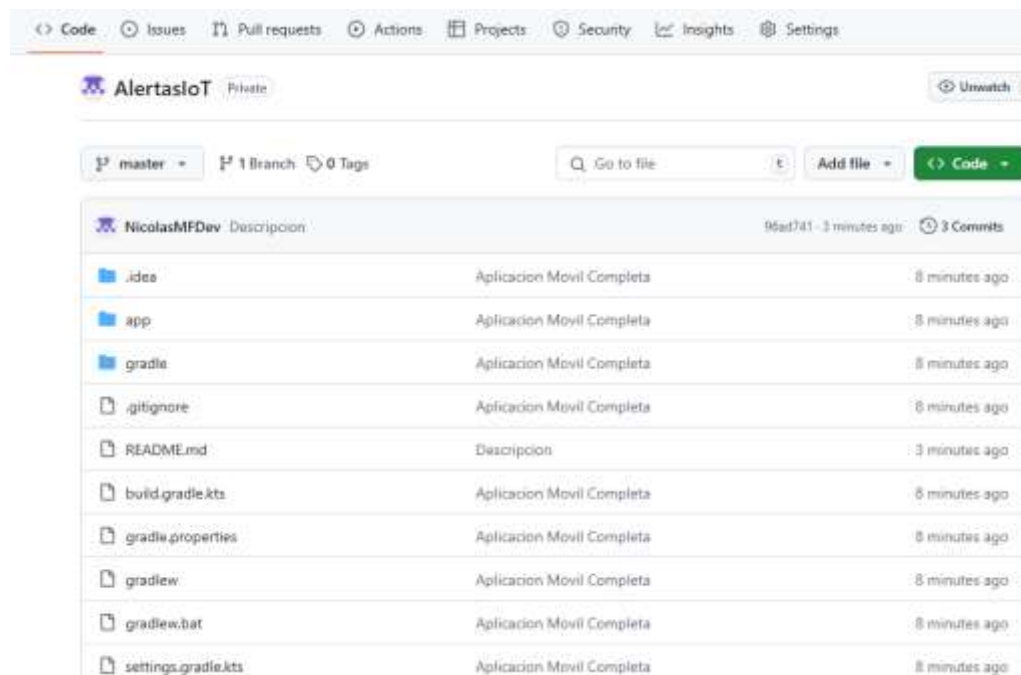 <> Code Issues Pull requests Actions Projects Security Insights Settings
AlertasIoT Private Unwatch
master 1 Branch 0 Tags Go to file t Add file <> Code
NicolasMFDev Descripcion 96ad741 · 3 minutes ago 3 Commits
.idea Aplicacion Movil Completa 8 minutes ago
app Aplicacion Movil Completa 8 minutes ago
gradle Aplicacion Movil Completa 8 minutes ago
.gitignore Aplicacion Movil Completa 8 minutes ago
README.md Descripcion 3 minutes ago
build.gradle.kts Aplicacion Movil Completa 8 minutes ago
gradle.properties Aplicacion Movil Completa 8 minutes ago
gradlew Aplicacion Movil Completa 8 minutes ago
gradlew.bat Aplicacion Movil Completa 8 minutes ago
settings.gradle.kts Aplicacion Movil Completa 8 minutes ago